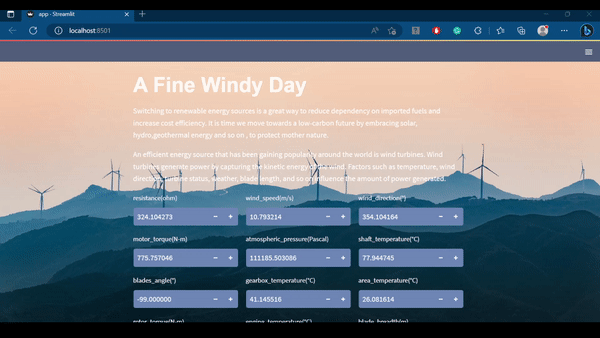 app · Streamlit
localhost:8501
A Fine Windy Day
Switching to renewable energy sources is a great way to reduce dependency on imported fuels and
increase cost efficiency. It is time we move towards a low-carbon future by embracing solar,
hydro,geothermal energy and so on , to protect mother nature.
An efficient energy source that has been gaining popularity around the world is wind turbines. Wind
turbines generate power by capturing the kinetic energy of the wind. Factors such as temperature, wind
direction, turbine status, weather, blade length, and so on influence the amount of power generated.
resistance(ohm) wind_speed(m/s) wind_direction(°)
324.104273 − + 10.793214 − + 354.104164 − +
motor_torque(N-m) atmospheric_pressure(Pascal) shaft_temperature(°C)
775.757046 − + 111185.503086 − + 77.944745 − +
blades_angle(°) gearbox_temperature(°C) area_temperature(°C)
-99.000000 − + 41.145516 − + 26.081614 − +
rotor_torque(N-m) engine_temperature(°C) blade_breadth(m)